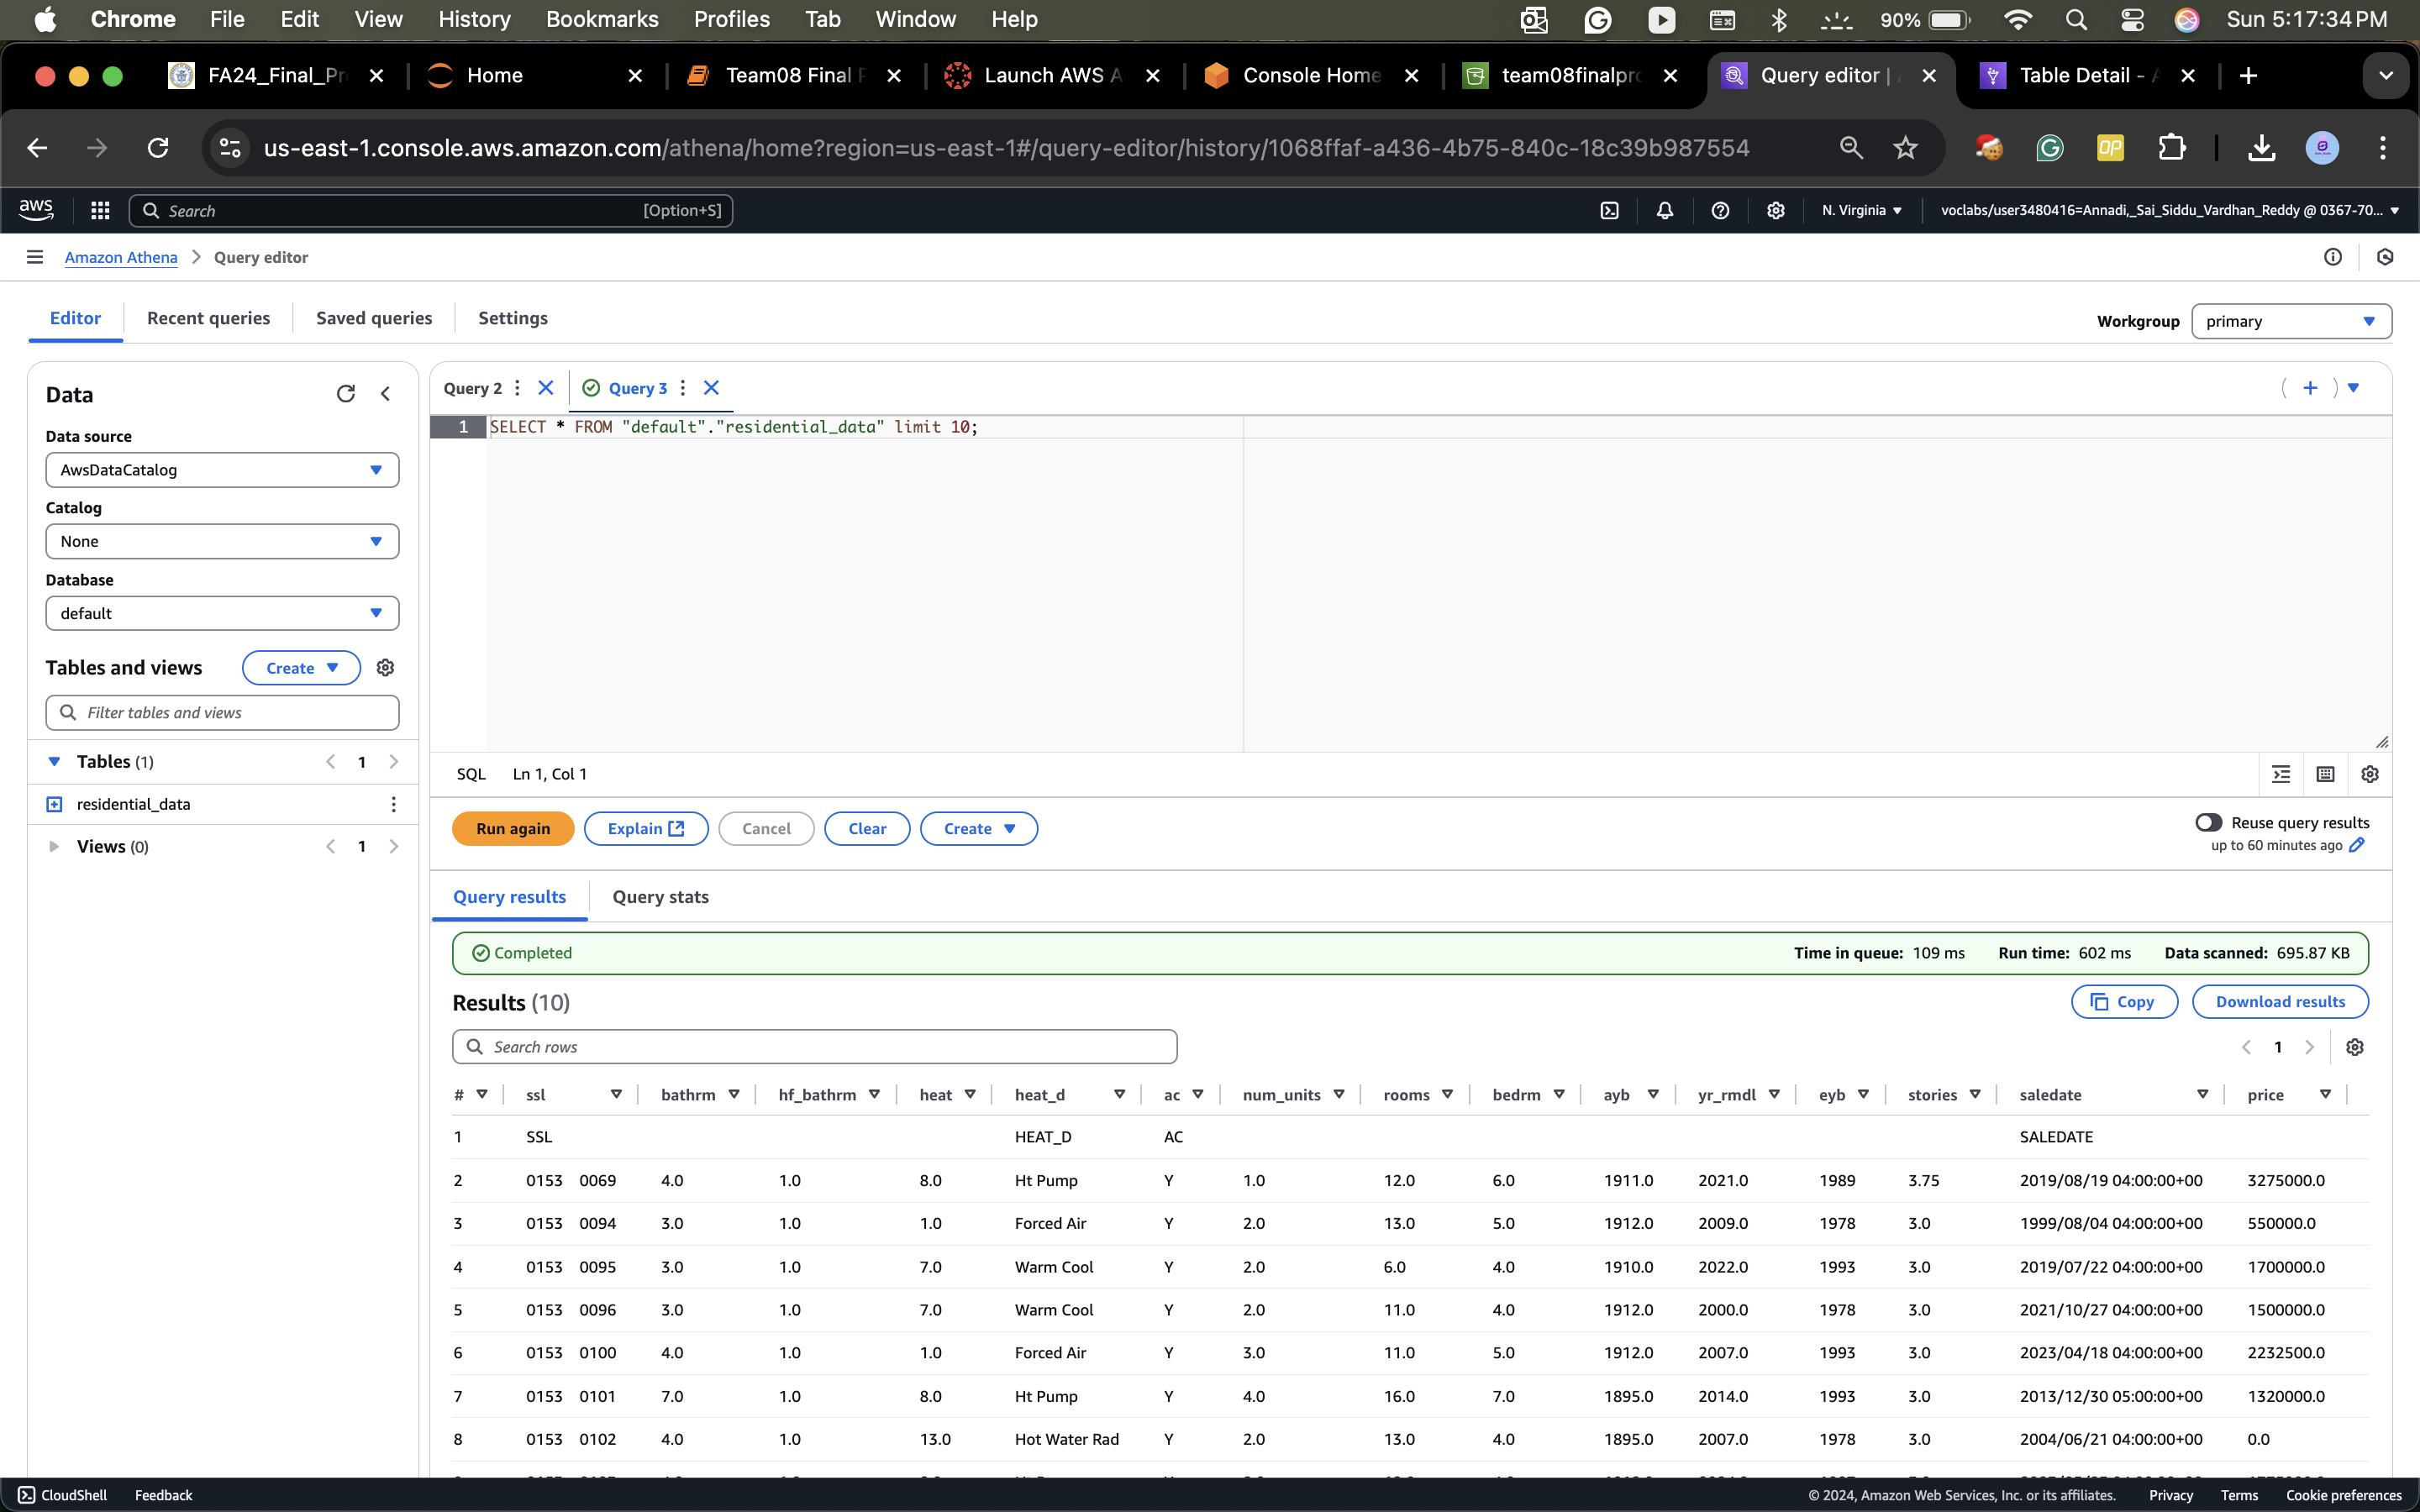 Chrome File Edit View History Bookmarks Profiles Tab Window Help 90% Sun 5:17:34 PM
FA24_Final_Pr Home Team08 Final P Launch AWS A Console Home team08finalpro Query editor | Table Detail - A
us-east-1.console.aws.amazon.com/athena/home?region=us-east-1#/query-editor/history/1068ffaf-a436-4b75-840c-18c39b987554
aws Search [Option+S] N. Virginia voclabs/user3480416=Annadi,_Sai_Siddu_Vardhan_Reddy @ 0367-70...
Amazon Athena Query editor
Editor Recent queries Saved queries Settings Workgroup primary
Data
Data source
AwsDataCatalog
Catalog
None
Database
default
Tables and views Create
Filter tables and views
Tables (1) 1
residential_data
Views (0) 1
Query 2 Query 3
1 SELECT * FROM "default"."residential_data" limit 10;
SQL Ln 1, Col 1
Run again Explain Cancel Clear Create
Reuse query results
up to 60 minutes ago
Query results Query stats
Completed Time in queue: 109 ms Run time: 602 ms Data scanned: 695.87 KB
Results (10) Copy Download results
Search rows 1
# ssl bathrm hf_bathrm heat heat_d ac num_units rooms bedrm ayb yr_rmdl eyb stories saledate price
1 SSL HEAT_D AC SALEDATE
2 0153 0069 4.0 1.0 8.0 Ht Pump Y 1.0 12.0 6.0 1911.0 2021.0 1989 3.75 2019/08/19 04:00:00+00 3275000.0
3 0153 0094 3.0 1.0 1.0 Forced Air Y 2.0 13.0 5.0 1912.0 2009.0 1978 3.0 1999/08/04 04:00:00+00 550000.0
4 0153 0095 3.0 1.0 7.0 Warm Cool Y 2.0 6.0 4.0 1910.0 2022.0 1993 3.0 2019/07/22 04:00:00+00 1700000.0
5 0153 0096 3.0 1.0 7.0 Warm Cool Y 2.0 11.0 4.0 1912.0 2000.0 1978 3.0 2021/10/27 04:00:00+00 1500000.0
6 0153 0100 4.0 1.0 1.0 Forced Air Y 3.0 11.0 5.0 1912.0 2007.0 1993 3.0 2023/04/18 04:00:00+00 2232500.0
7 0153 0101 7.0 1.0 8.0 Ht Pump Y 4.0 16.0 7.0 1895.0 2014.0 1993 3.0 2013/12/30 05:00:00+00 1320000.0
8 0153 0102 4.0 1.0 13.0 Hot Water Rad Y 2.0 13.0 4.0 1895.0 2007.0 1978 3.0 2004/06/21 04:00:00+00 0.0
CloudShell Feedback © 2024, Amazon Web Services, Inc. or its affiliates. Privacy Terms Cookie preferences